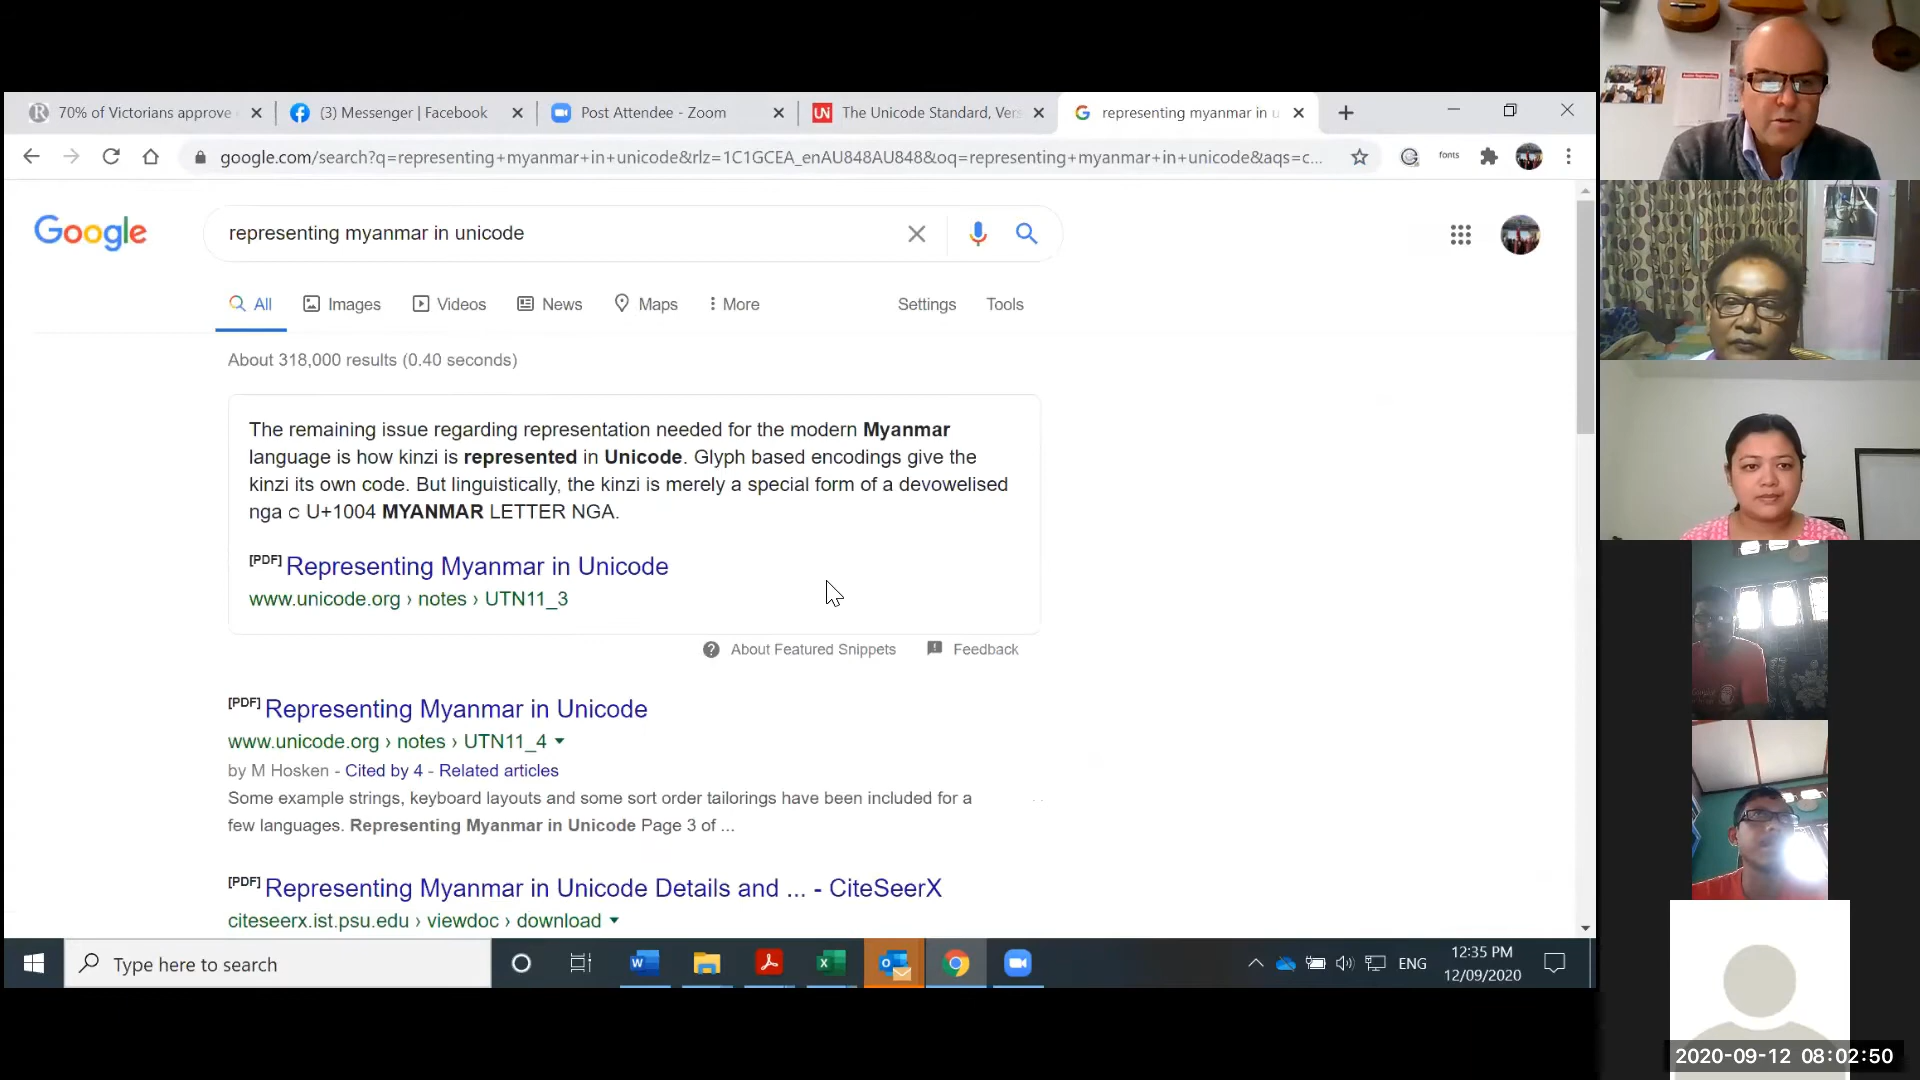 70% of Victorians approve
(3) Messenger | Facebook
Post Attendee - Zoom
The Unicode Standard, Vers
representing myanmar in u
google.com/search?q=representing+myanmar+in+unicode&rlz=1C1GCEA_enAU848AU848&oq=representing+myanmar+in+unicode&aqs=c...
fonts
Google
representing myanmar in unicode
All Images Videos News Maps More Settings Tools
About 318,000 results (0.40 seconds)
The remaining issue regarding representation needed for the modern Myanmar
language is how kinzi is represented in Unicode. Glyph based encodings give the
kinzi its own code. But linguistically, the kinzi is merely a special form of a devowelised
nga င U+1004 MYANMAR LETTER NGA.
[PDF] Representing Myanmar in Unicode
www.unicode.org › notes › UTN11_3
About Featured Snippets Feedback
[PDF] Representing Myanmar in Unicode
www.unicode.org › notes › UTN11_4
by M Hosken - Cited by 4 - Related articles
Some example strings, keyboard layouts and some sort order tailorings have been included for a
few languages. Representing Myanmar in Unicode Page 3 of ...
[PDF] Representing Myanmar in Unicode Details and ... - CiteSeerX
citeseerx.ist.psu.edu › viewdoc › download
Type here to search
ENG
12:35 PM
12/09/2020
2020-09-12 08:02:50